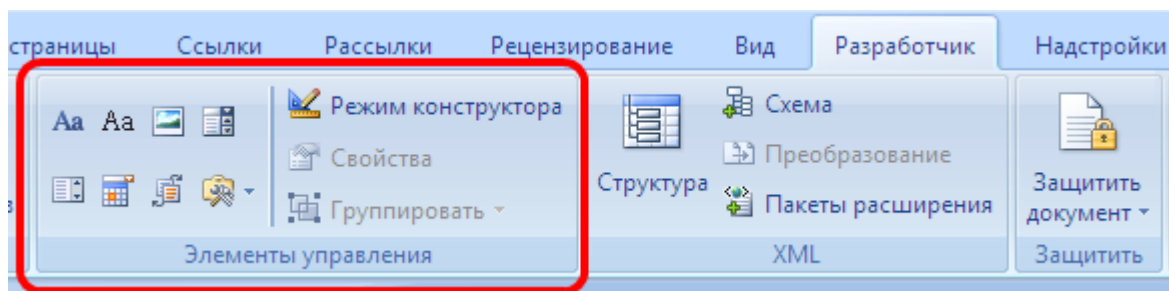 страницы Ссылки Рассылки Рецензирование Вид Разработчик Надстройки
Aa Aa Режим конструктора
Свойства
Группировать
Элементы управления
Структура
Схема
Преобразование
Пакеты расширения
XML
Защитить
документ
Защитить